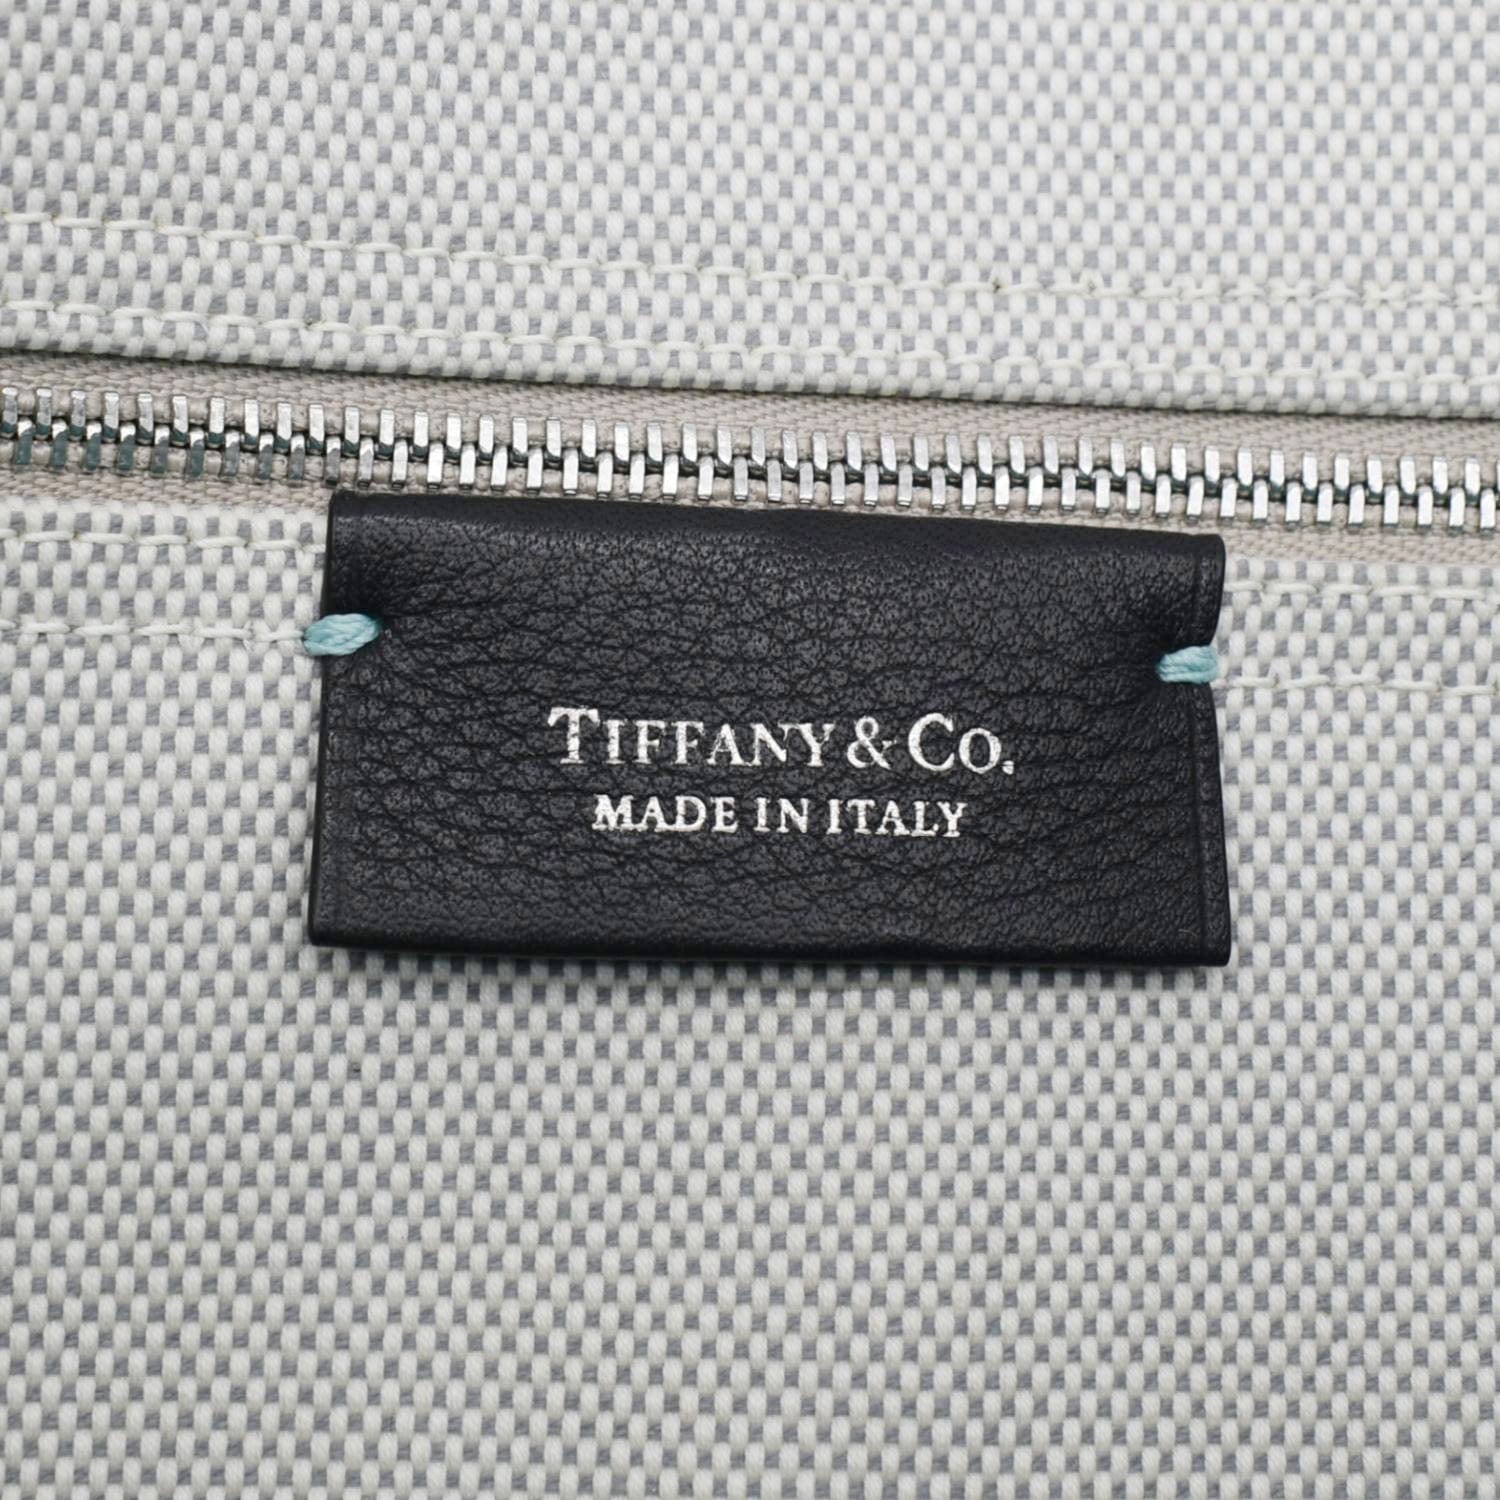 TIFFANY & CO.
MADE IN ITALY